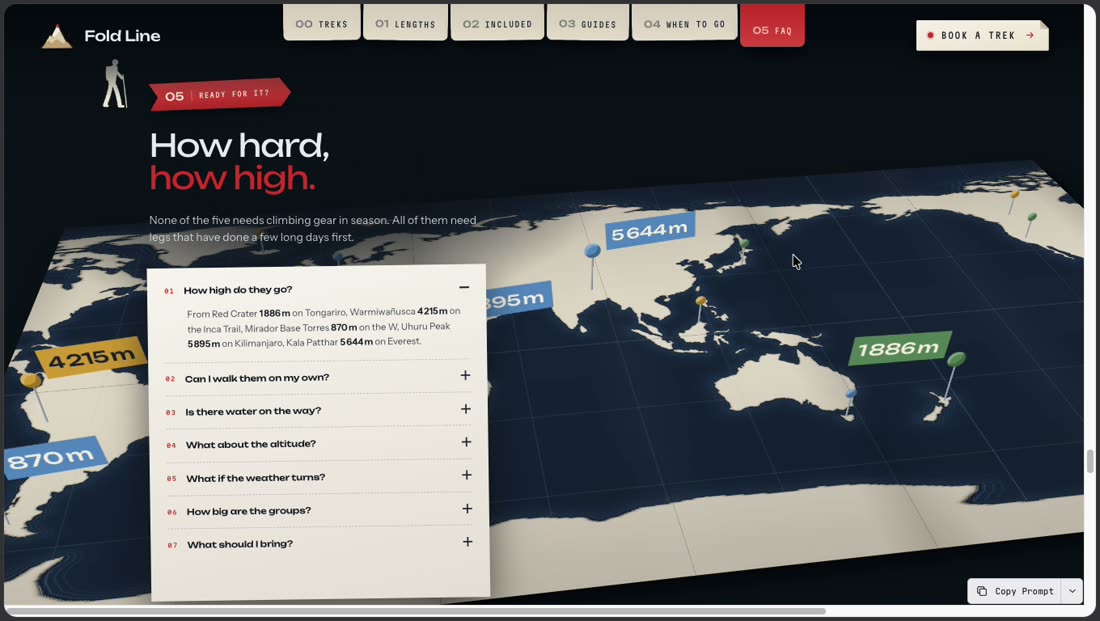 Fold Line
00 TREKS
01 LENGTHS
02 INCLUDED
03 GUIDES
04 WHEN TO GO
05 FAQ
BOOK A TREK →
05 | READY FOR IT?
How hard,
how high.
None of the five needs climbing gear in season. All of them need
legs that have done a few long days first.
5644m
895m
4215m
1886m
870m
01 How high do they go? −
From Red Crater 1886m on Tongariro, Warmiwañusca 4215m on
the Inca Trail, Mirador Base Torres 870m on the W, Uhuru Peak
5895m on Kilimanjaro, Kala Patthar 5644m on Everest.
02 Can I walk them on my own? +
03 Is there water on the way? +
04 What about the altitude? +
05 What if the weather turns? +
06 How big are the groups? +
07 What should I bring? +
Copy Prompt